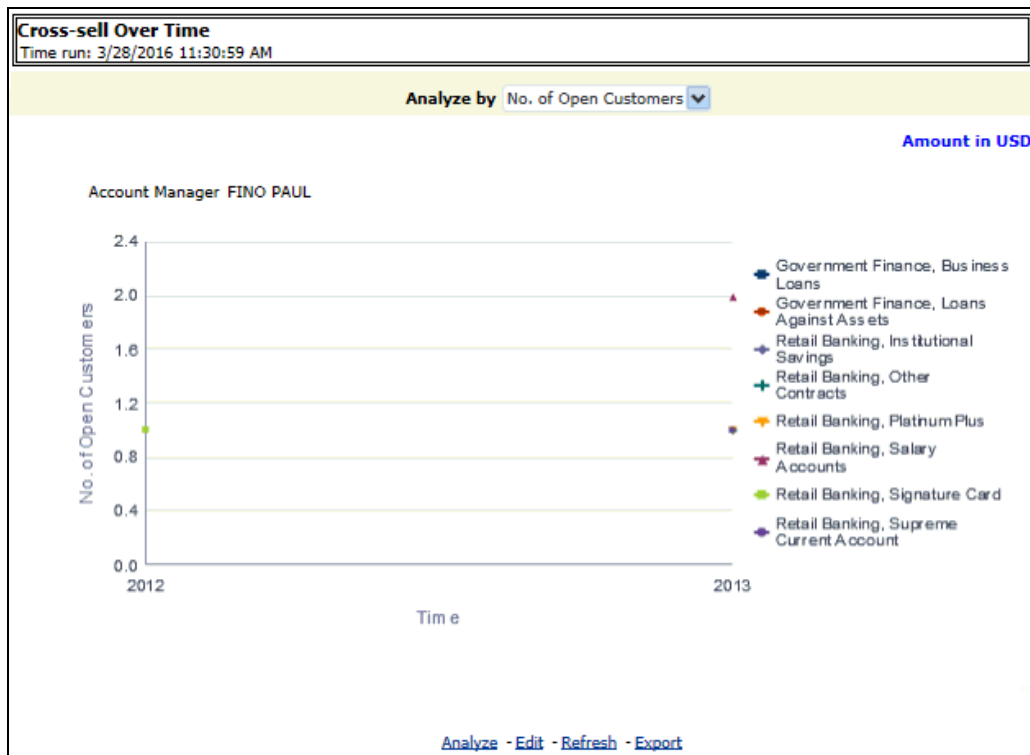 Cross-sell Over Time
Time run: 3/28/2016 11:30:59 AM
Analyze by No. of Open Customers
Amount in USD
Account Manager FINO PAUL
No. of Open Customers
2.4
2.0
1.6
1.2
0.8
0.4
0.0
2012
2013
Time
Government Finance, Business
Loans
Government Finance, Loans
Against Assets
Retail Banking, Institutional
Savings
Retail Banking, Other
Contracts
Retail Banking, Platinum Plus
Retail Banking, Salary
Accounts
Retail Banking, Signature Card
Retail Banking, Supreme
Current Account
Analyze - Edit - Refresh - Export